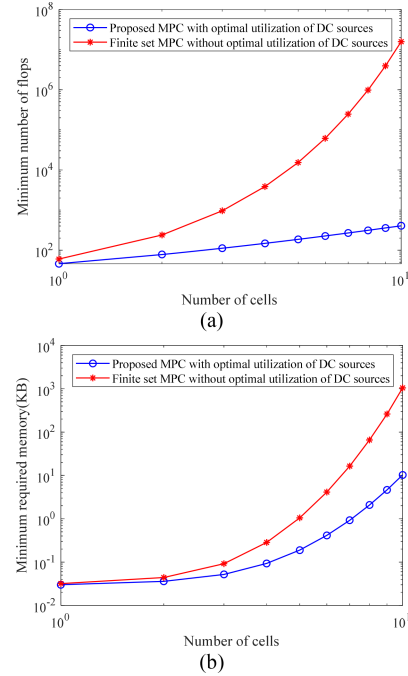 (a)
10^8
Proposed MPC with optimal utilization of DC sources
Finite set MPC without optimal utilization of DC sources
10^6
10^4
10^2
Minimum number of flops
10^0
10^1
Number of cells
(a)
10^4
Proposed MPC with optimal utilization of DC sources
Finite set MPC without optimal utilization of DC sources
10^3
10^2
10^1
10^0
10^-1
10^-2
Minimum required memory(KB)
10^0
10^1
Number of cells
(b)